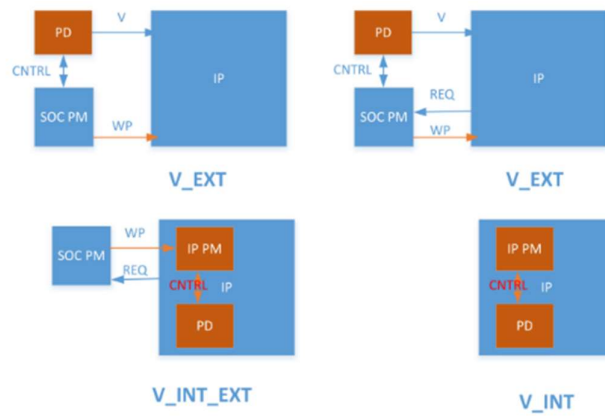 PD
V
CNTRL
IP
SOC PM
WP
V_EXT
PD
V
CNTRL
IP
REQ
SOC PM
WP
V_EXT
WP
IP PM
SOC PM
REQ
CNTRL
IP
PD
V_INT_EXT
IP PM
CNTRL
IP
PD
V_INT